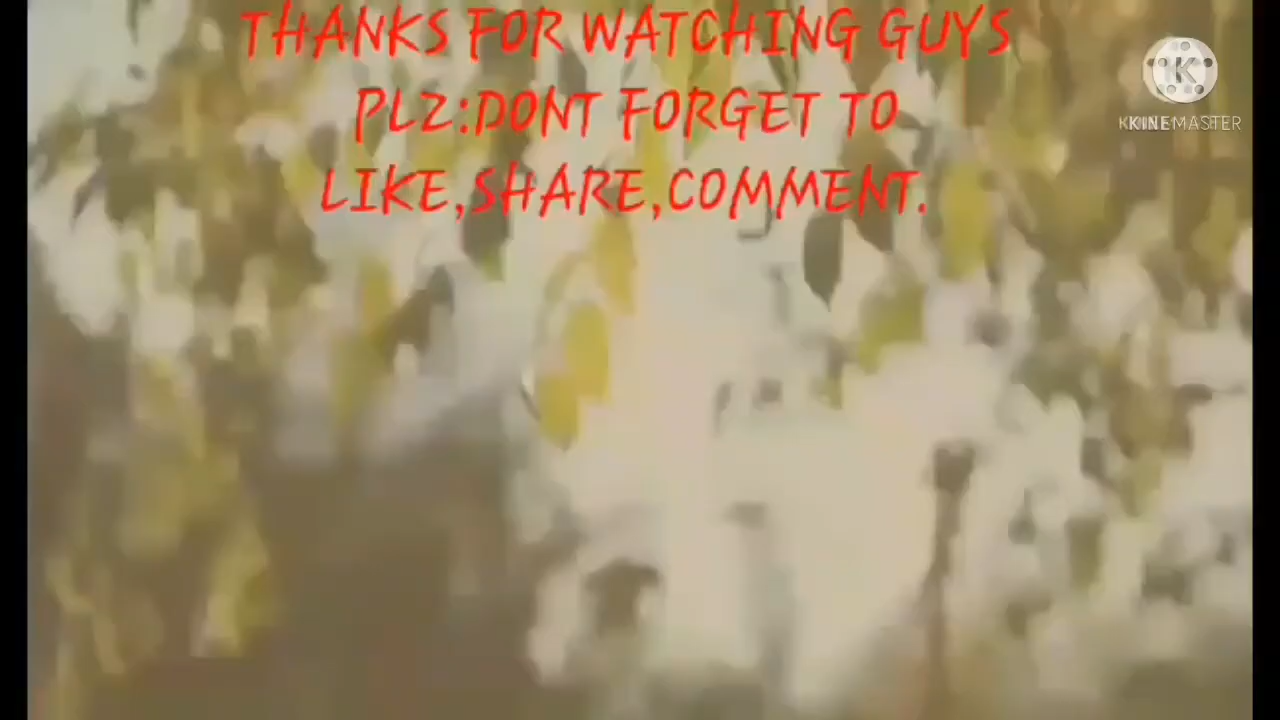 THANKS FOR WATCHING GUYS
PLZ:DONT FORGET TO
LIKE,SHARE,COMMENT.
K
KINEMASTER